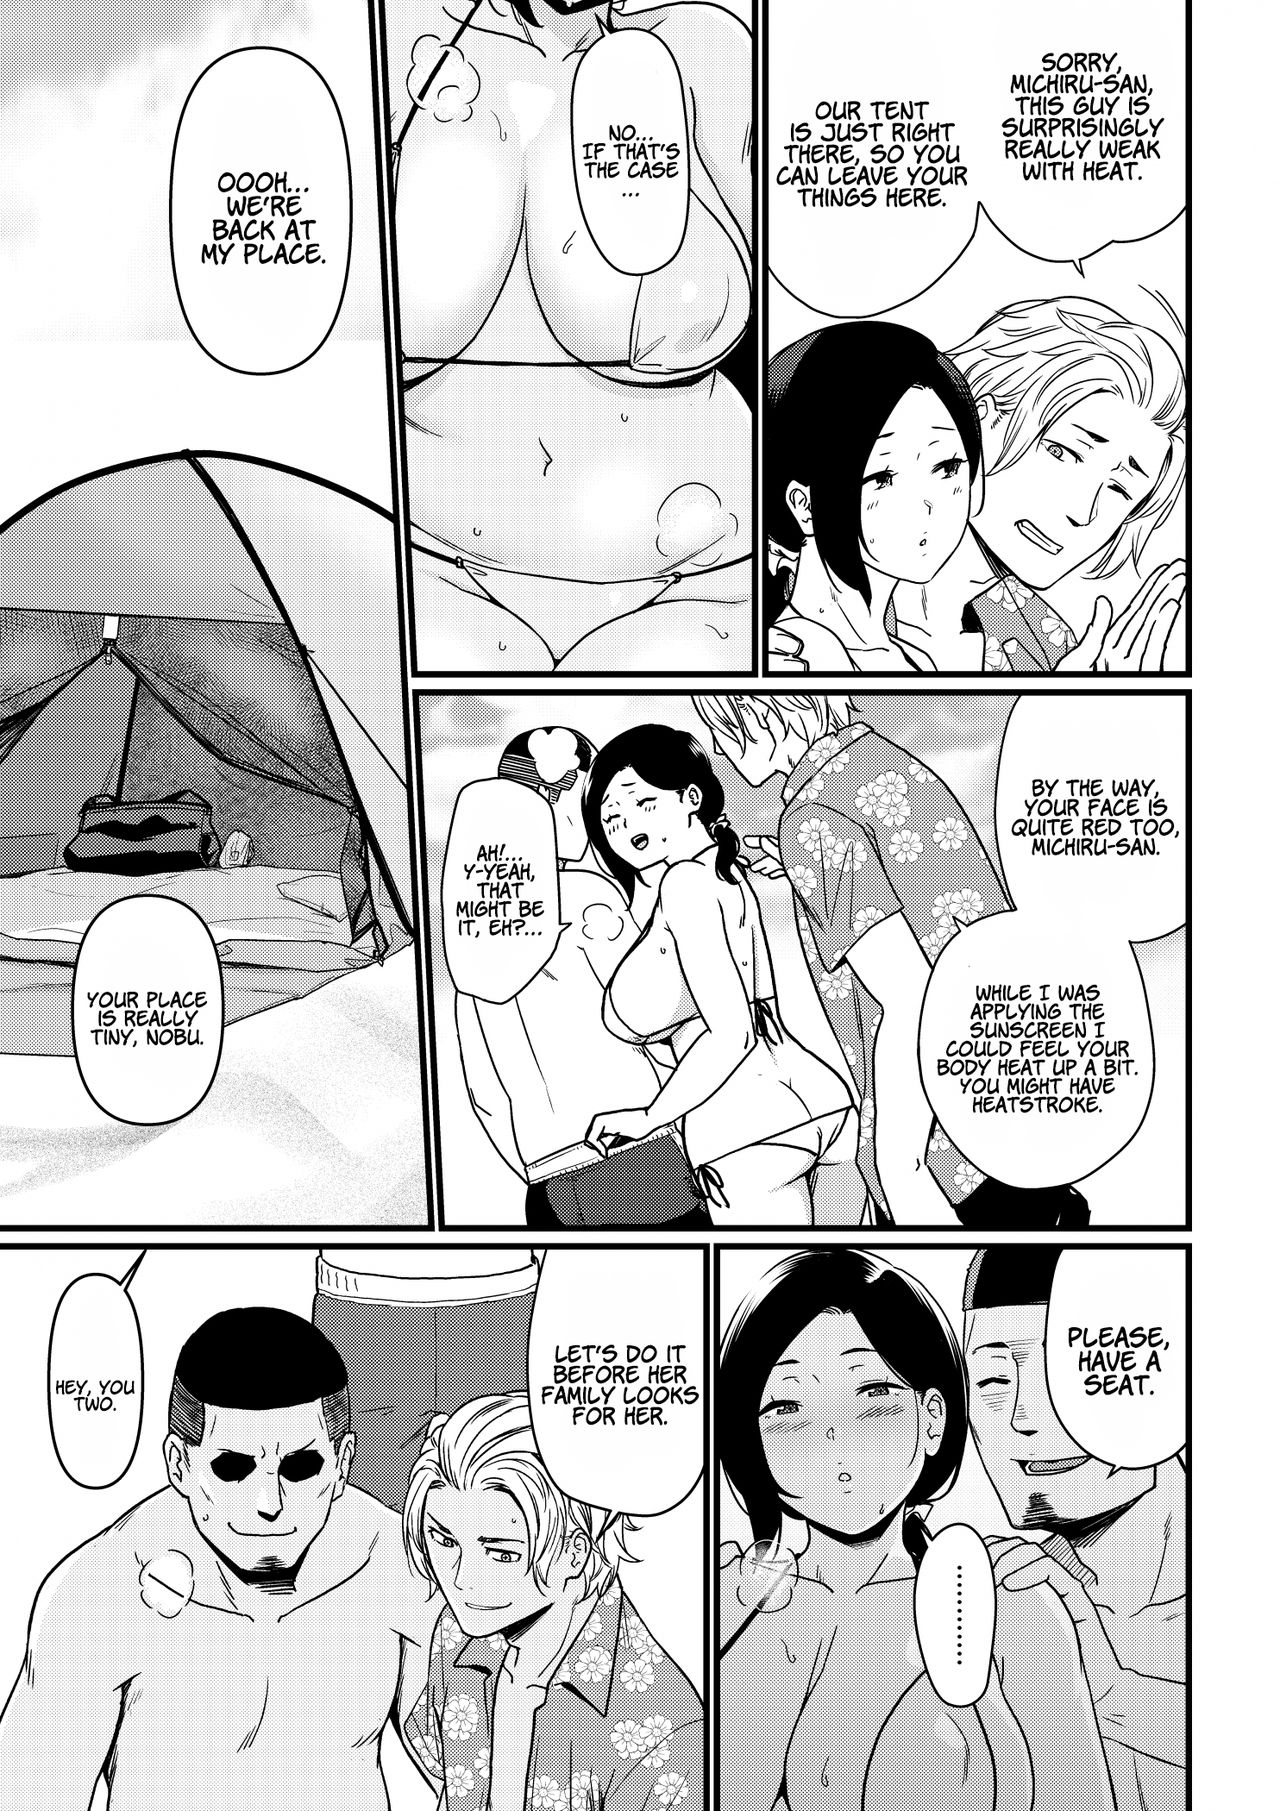 SORRY,
MICHIRU-SAN,
THIS GUY IS
SURPRISINGLY
REALLY WEAK
WITH HEAT.
OUR TENT
IS JUST RIGHT
THERE, SO YOU
CAN LEAVE YOUR
THINGS HERE.
NO...
IF THAT'S
THE CASE
...
OOOH...
WE'RE
BACK AT
MY PLACE.
YOUR PLACE
IS REALLY
TINY, NOBU.
BY THE WAY,
YOUR FACE IS
QUITE RED TOO,
MICHIRU-SAN.
WHILE I WAS
APPLYING THE
SUNSCREEN I
COULD FEEL YOUR
BODY HEAT UP A BIT.
YOU MIGHT HAVE
HEATSTROKE.
AH!...
Y-YEAH,
THAT
MIGHT BE
IT, EH?...
PLEASE,
HAVE A
SEAT.
.........
LET'S DO IT
BEFORE HER
FAMILY LOOKS
FOR HER.
HEY, YOU
TWO.